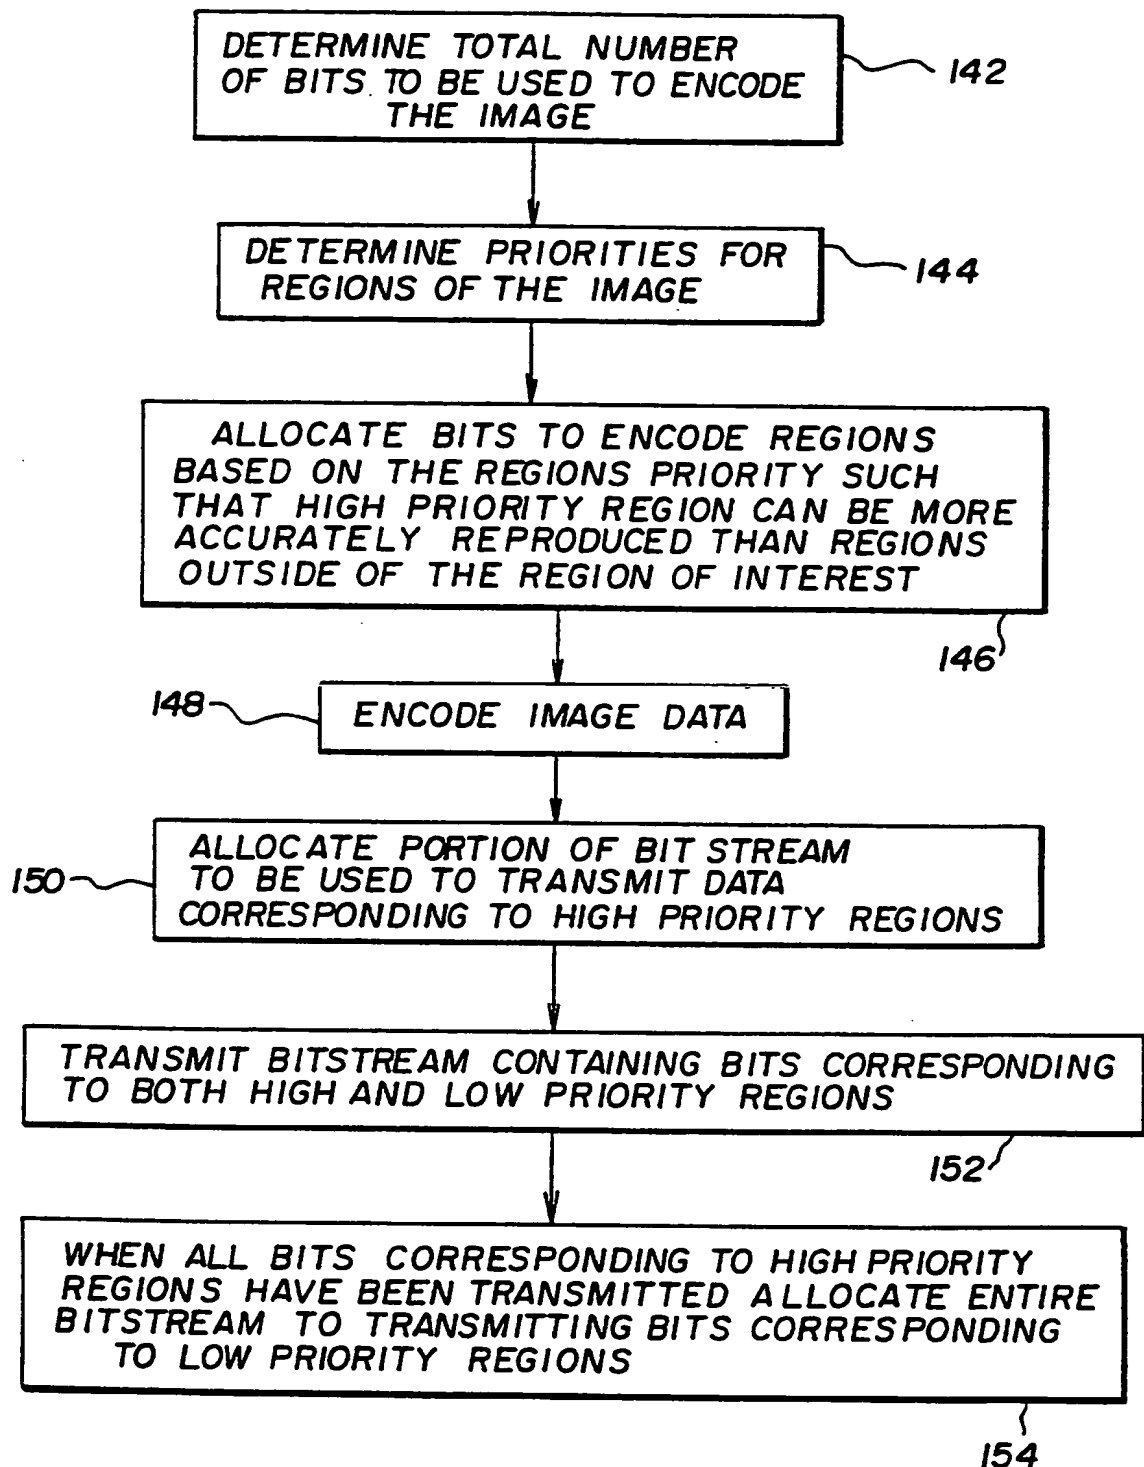 DETERMINE TOTAL NUMBER
OF BITS TO BE USED TO ENCODE
THE IMAGE
142
DETERMINE PRIORITIES FOR
REGIONS OF THE IMAGE
144
ALLOCATE BITS TO ENCODE REGIONS
BASED ON THE REGIONS PRIORITY SUCH
THAT HIGH PRIORITY REGION CAN BE MORE
ACCURATELY REPRODUCED THAN REGIONS
OUTSIDE OF THE REGION OF INTEREST
146
148
ENCODE IMAGE DATA
ALLOCATE PORTION OF BIT STREAM
150
TO BE USED TO TRANSMIT DATA
CORRESPONDING TO HIGH PRIORITY REGIONS
TRANSMIT BITSTREAM CONTAINING BITS CORRESPONDING
TO BOTH HIGH AND LOW PRIORITY REGIONS
152
WHEN ALL BITS CORRESPONDING TO HIGH PRIORITY
REGIONS HAVE BEEN TRANSMITTED ALLOCATE ENTIRE
BITSTREAM TO TRANSMITTING BITS CORRESPONDING
TO LOW PRIORITY REGIONS
154